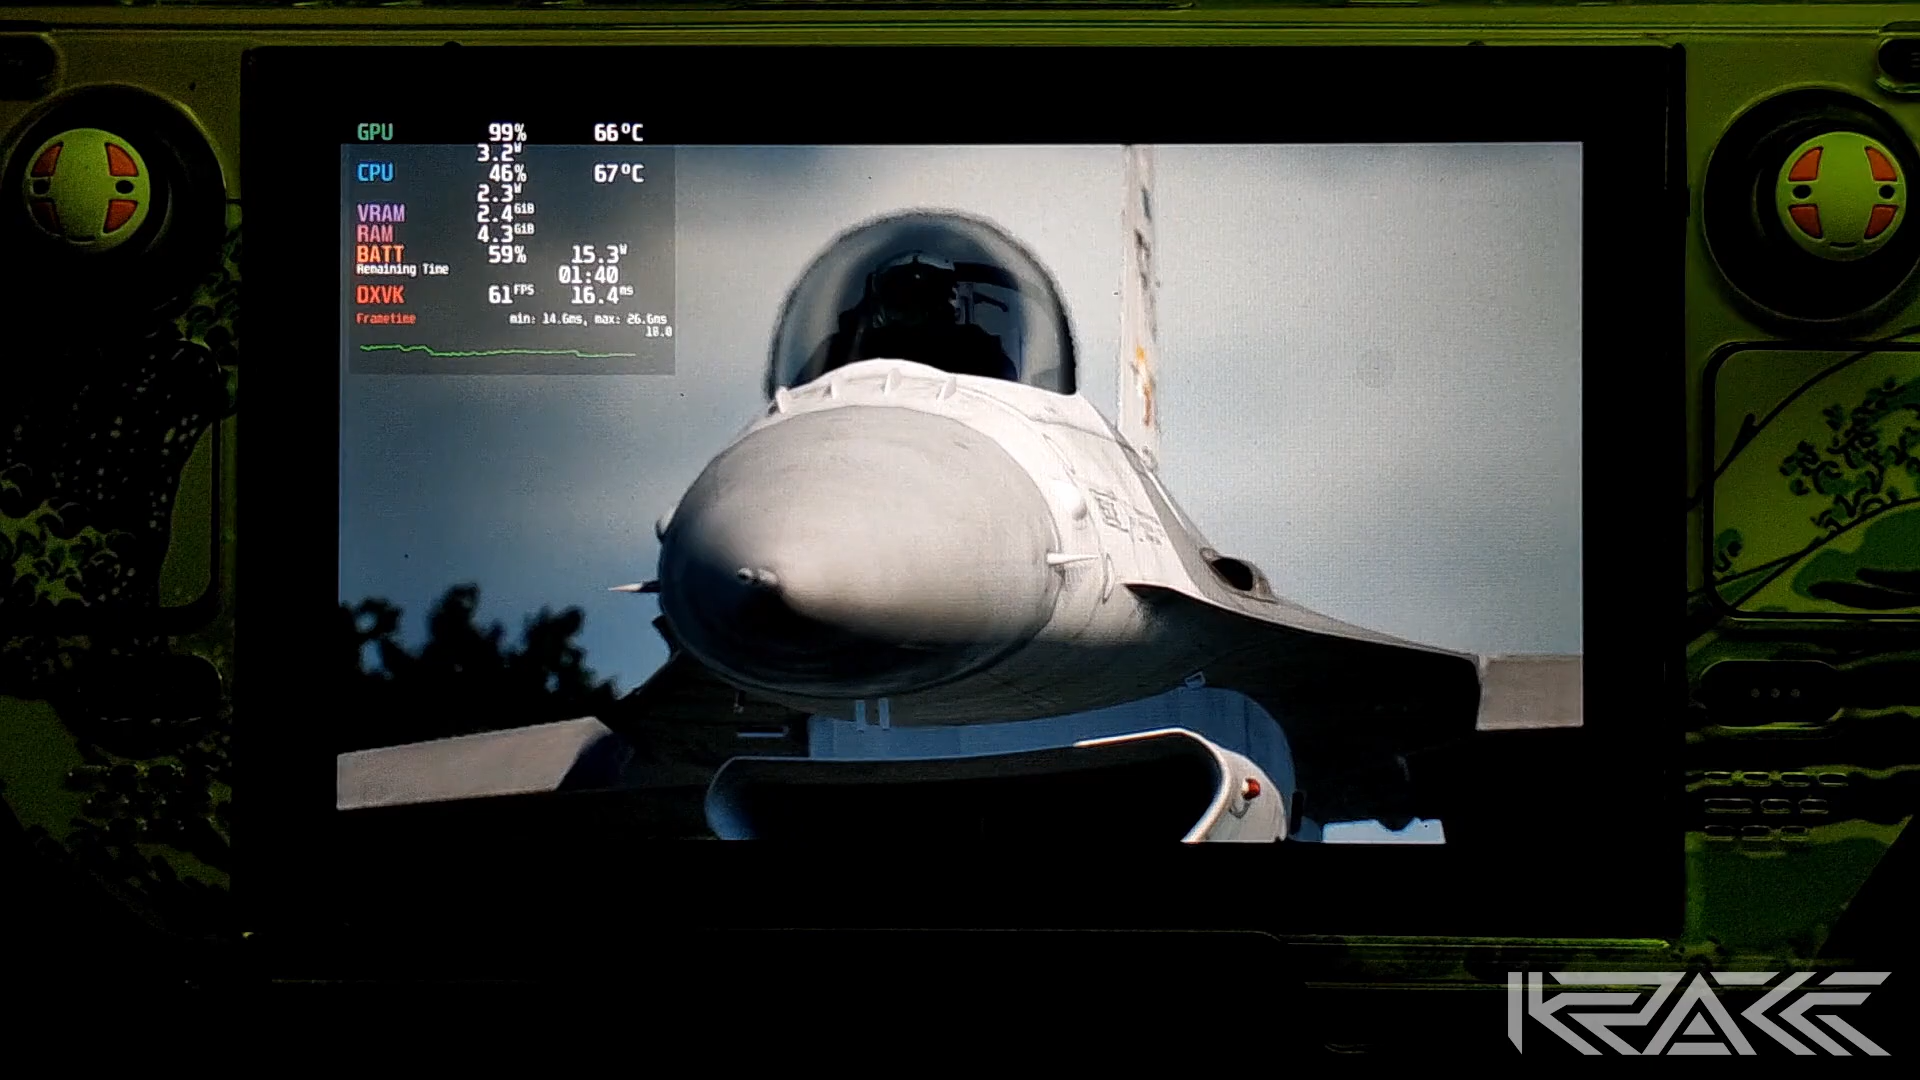 GPU 99% 66°C
3.2W
CPU 46% 67°C
2.3W
VRAM 2.4GiB
RAM 4.3GiB
BATT 59% 15.3W
Remaining Time 01:40
DXVK 61FPS 16.4ms
Frametime min: 14.6ms, max: 26.6ms
18.0